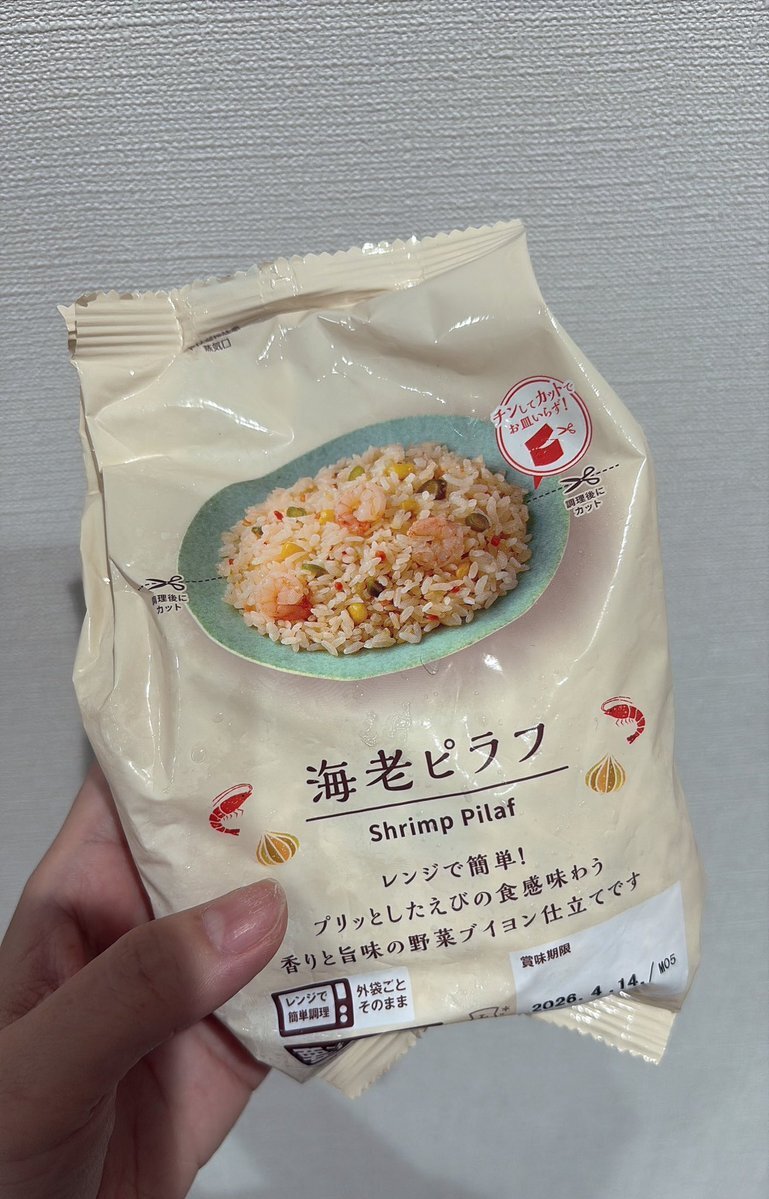 蒸気口
チンしてカットで
お皿いらず!
調理後に
カット
調理後に
カット
海老ピラフ
Shrimp Pilaf
レンジで簡単!
プリッとしたえびの食感味わう
香りと旨味の野菜ブイヨン仕立てです
レンジで
簡単調理
外袋ごと
そのまま
賞味期限
2026. 4.14./M05